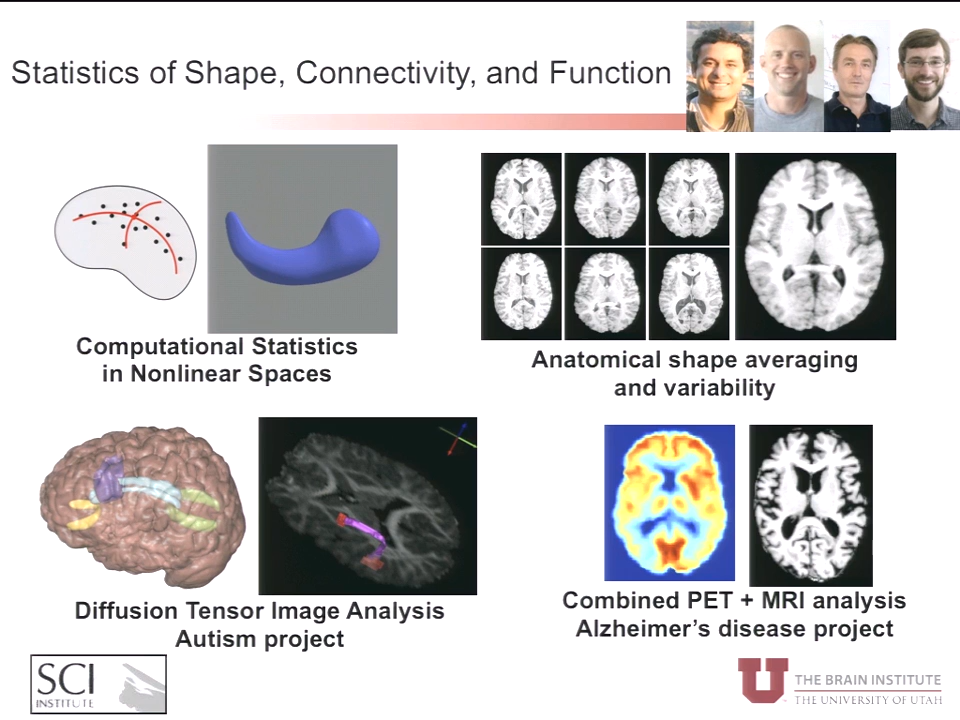 Statistics of Shape, Connectivity, and Function
Computational Statistics
in Nonlinear Spaces
Anatomical shape averaging
and variability
Diffusion Tensor Image Analysis
Autism project
Combined PET + MRI analysis
Alzheimer's disease project
SCI
INSTITUTE
U
THE BRAIN INSTITUTE
THE UNIVERSITY OF UTAH